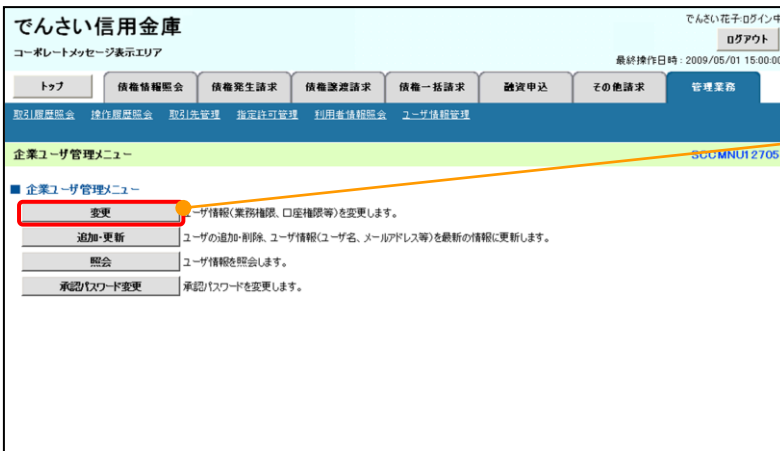 でんさい信用金庫
でんさい花子:ログイン中
ログアウト
コーポレートメッセージ表示エリア
最終操作日時：2009/05/01 15:00:00
トップ 債権情報照会 債権発生請求 債権譲渡請求 債権一括請求 融資申込 その他請求 管理業務
取引履歴照会 操作履歴照会 取引先管理 指定許可管理 利用者情報照会 ユーザ情報管理
企業ユーザ管理メニュー SCCMNU12705
■ 企業ユーザ管理メニュー
変更 ユーザ情報(業務権限、口座権限等)を変更します。
追加・更新 ユーザの追加・削除、ユーザ情報(ユーザ名、メールアドレス等)を最新の情報に更新します。
照会 ユーザ情報を照会します。
承認パスワード変更 承認パスワードを変更します。